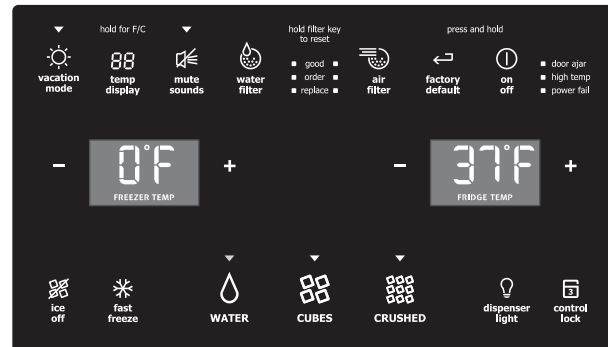 hold for F/C
hold filter key
to reset
press and hold
vacation
mode
88
temp
display
mute
sounds
water
filter
good
order
replace
air
filter
factory
default
on
off
door ajar
high temp
power fail
− 0°F +
FREEZER TEMP
− 37°F +
FRIDGE TEMP
ice
off
fast
freeze
WATER
CUBES
CRUSHED
dispenser
light
3
control
lock